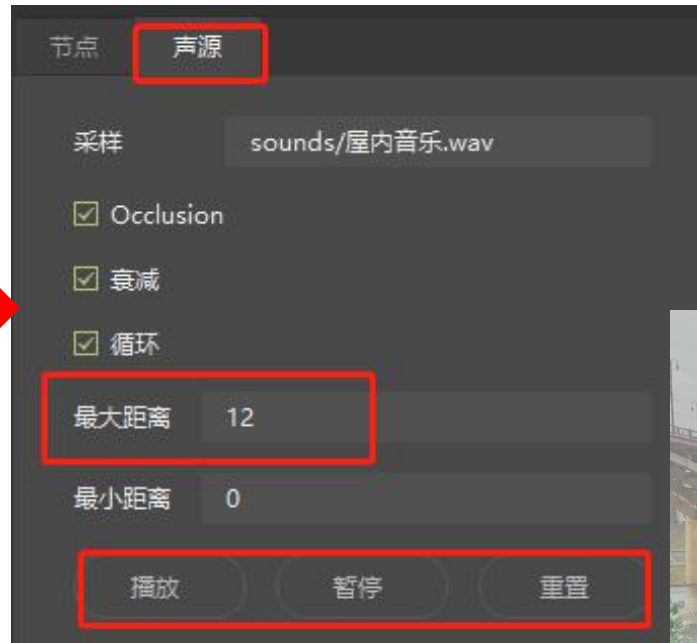 节点 声源
采样 sounds/屋内音乐.wav
Occlusion
衰减
循环
最大距离 12
最小距离 0
播放 暂停 重置